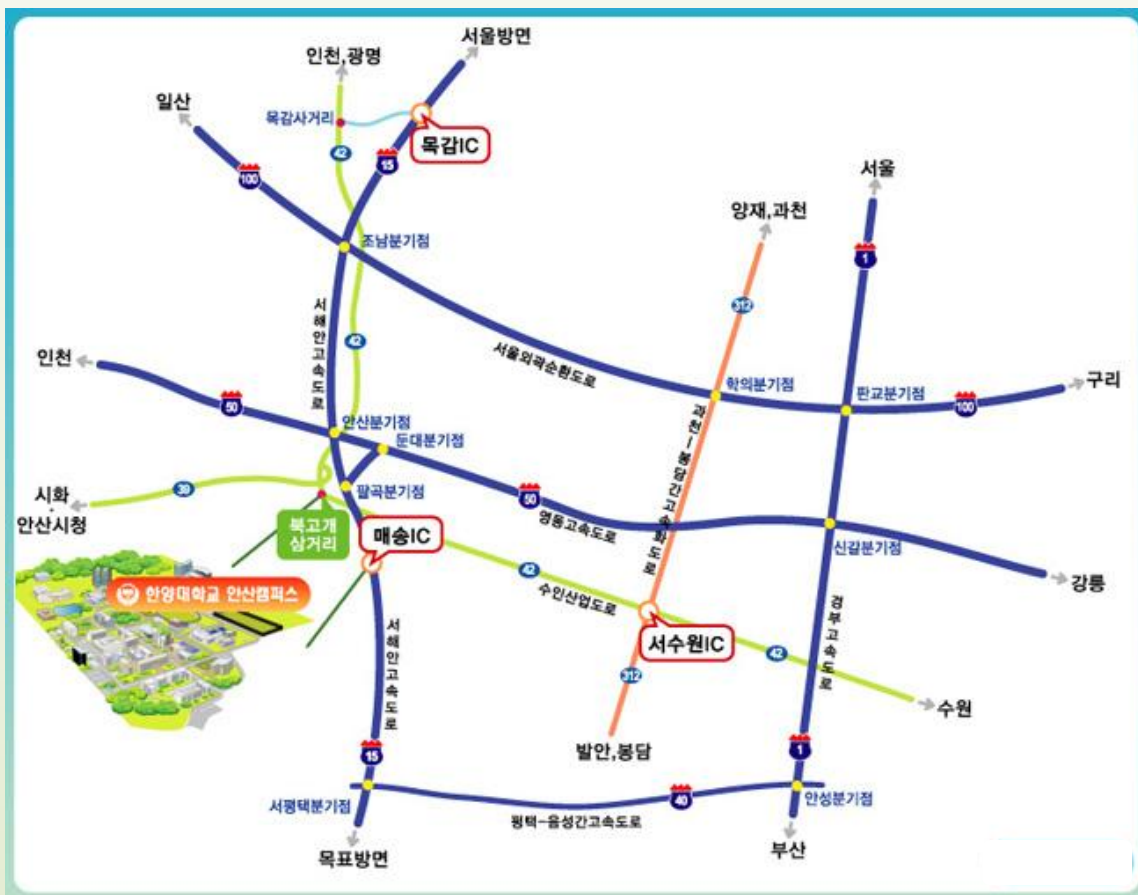 서울방면
인천,광명
일산
목감사거리
목감IC
42
15
100
서울
양재,과천
1
조남분기점
312
서해안고속도로
42
서울외곽순환도로
인천
50
학의분기점
판교분기점
100
구리
안산분기점
둔대분기점
과천-봉담간고속화도로
시화
안산시청
39
팔곡분기점
50
영동고속도로
북고개
삼거리
매송IC
신갈분기점
강릉
42
수인산업도로
한양대학교 안산캠퍼스
경부고속도로
서해안고속도로
서수원IC
42
312
수원
발안,봉담
15
1
서평택분기점
40
안성분기점
평택-음성간고속도로
목표방면
부산